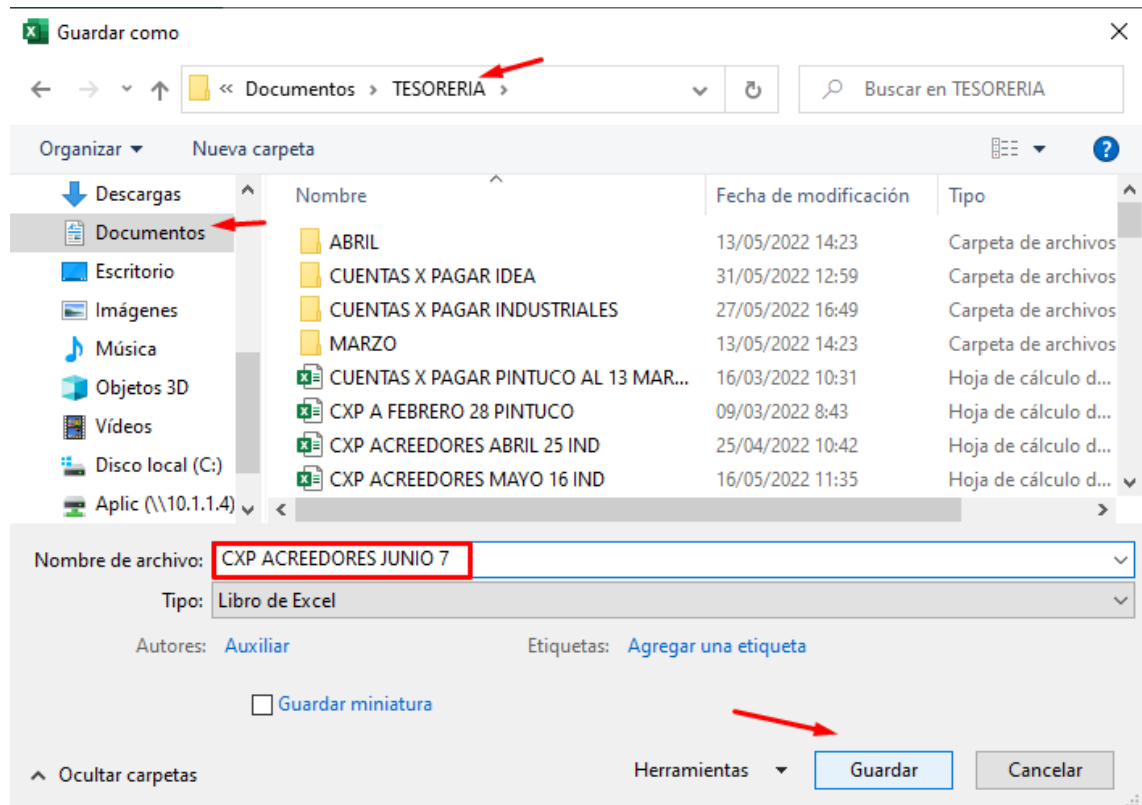 Guardar como
« Documentos > TESORERIA >
Buscar en TESORERIA
Organizar
Nueva carpeta
?
Descargas
Documentos
Escritorio
Imágenes
Música
Objetos 3D
Vídeos
Disco local (C:)
Aplic (\\10.1.1.4)
Nombre Fecha de modificación Tipo
ABRIL 13/05/2022 14:23 Carpeta de archivos
CUENTAS X PAGAR IDEA 31/05/2022 12:59 Carpeta de archivos
CUENTAS X PAGAR INDUSTRIALES 27/05/2022 16:49 Carpeta de archivos
MARZO 13/05/2022 14:23 Carpeta de archivos
CUENTAS X PAGAR PINTUCO AL 13 MAR... 16/03/2022 10:31 Hoja de cálculo d...
CXP A FEBRERO 28 PINTUCO 09/03/2022 8:43 Hoja de cálculo d...
CXP ACREEDORES ABRIL 25 IND 25/04/2022 10:42 Hoja de cálculo d...
CXP ACREEDORES MAYO 16 IND 16/05/2022 11:35 Hoja de cálculo d...
Nombre de archivo: CXP ACREEDORES JUNIO 7
Tipo: Libro de Excel
Autores: Auxiliar Etiquetas: Agregar una etiqueta
Guardar miniatura
Ocultar carpetas
Herramientas
Guardar
Cancelar